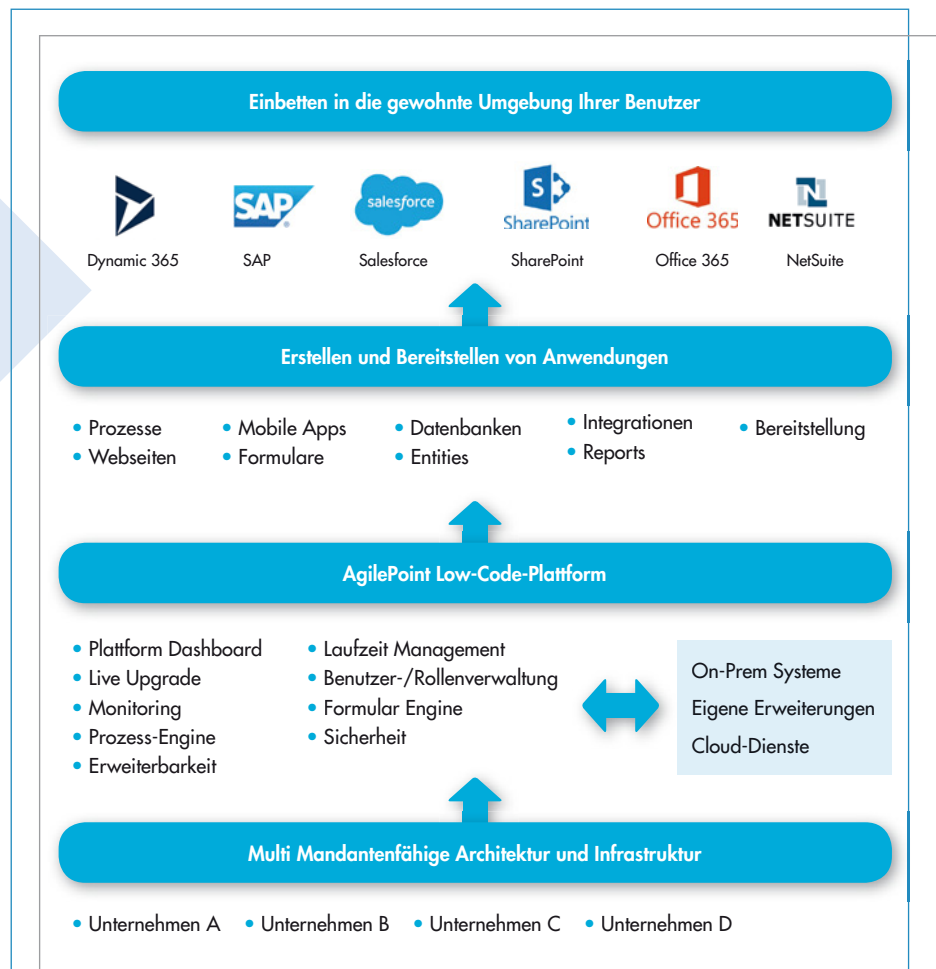 Einbetten in die gewohnte Umgebung Ihrer Benutzer
SAP
salesforce
S
SharePoint
Office 365
N
NETSUITE
Dynamic 365
SAP
Salesforce
SharePoint
Office 365
NetSuite
Erstellen und Bereitstellen von Anwendungen
• Prozesse
• Webseiten
• Mobile Apps
• Formulare
• Datenbanken
• Entities
• Integrationen
• Reports
• Bereitstellung
AgilePoint Low-Code-Plattform
• Plattform Dashboard
• Live Upgrade
• Monitoring
• Prozess-Engine
• Erweiterbarkeit
• Laufzeit Management
• Benutzer-/Rollenverwaltung
• Formular Engine
• Sicherheit
On-Prem Systeme
Eigene Erweiterungen
Cloud-Dienste
Multi Mandantenfähige Architektur und Infrastruktur
• Unternehmen A • Unternehmen B • Unternehmen C • Unternehmen D